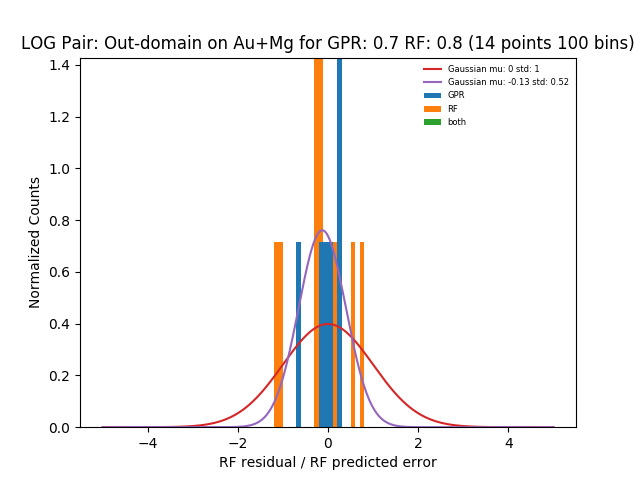 LOG Pair: Out-domain on Au+Mg for GPR: 0.7 RF: 0.8 (14 points 100 bins)
Gaussian mu: 0 std: 1
Gaussian mu: -0.13 std: 0.52
GPR
RF
both
Normalized Counts
1.4
1.2
1.0
0.8
0.6
0.4
0.2
0.0
−4
−2
0
2
4
RF residual / RF predicted error